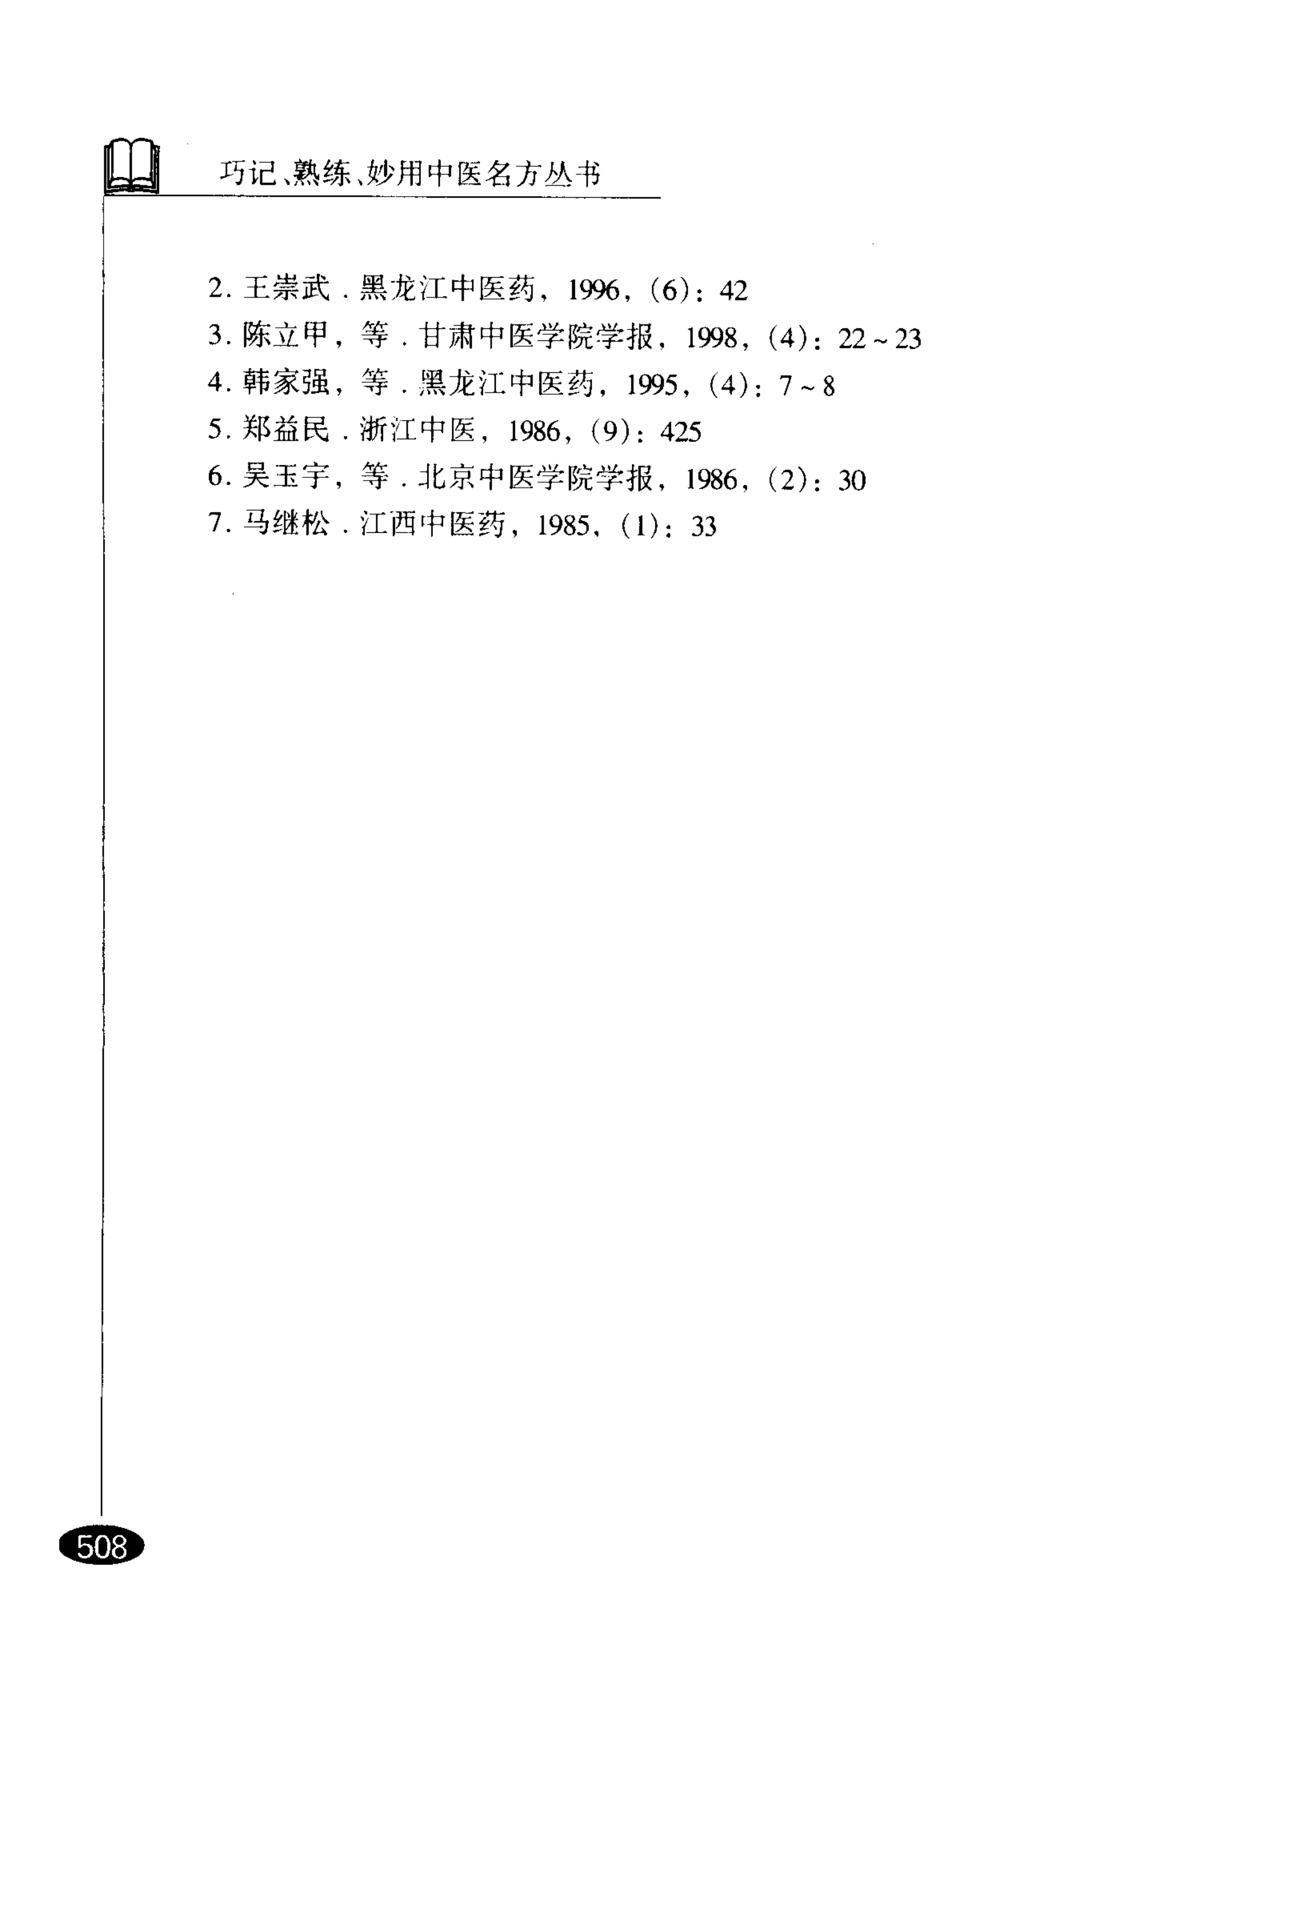 巧记、熟练、妙用中医名方丛书
2. 王崇武．黑龙江中医药，1996，(6)：42
3. 陈立甲，等．甘肃中医学院学报，1998，(4)：22～23
4. 韩家强，等．黑龙江中医药，1995，(4)：7～8
5. 郑益民．浙江中医，1986，(9)：425
6. 吴玉宇，等．北京中医学院学报，1986，(2)：30
7. 马继松．江西中医药，1985，(1)：33
508